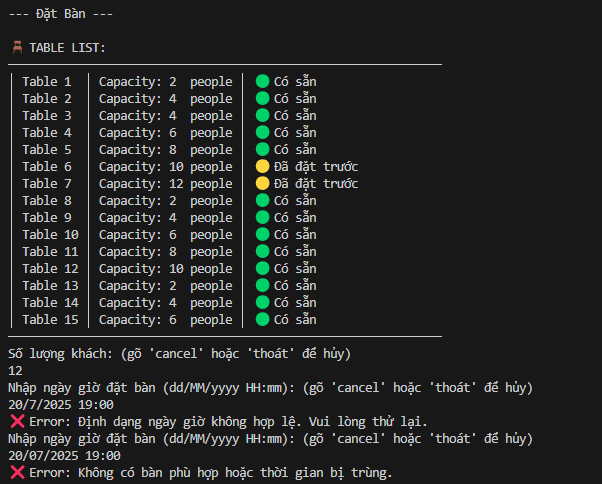 --- Đặt Bàn ---
🪑 TABLE LIST:
│ Table 1 │ Capacity: 2 people │ 🟢 Có sẵn
│ Table 2 │ Capacity: 4 people │ 🟢 Có sẵn
│ Table 3 │ Capacity: 4 people │ 🟢 Có sẵn
│ Table 4 │ Capacity: 6 people │ 🟢 Có sẵn
│ Table 5 │ Capacity: 8 people │ 🟢 Có sẵn
│ Table 6 │ Capacity: 10 people │ 🟡 Đã đặt trước
│ Table 7 │ Capacity: 12 people │ 🟡 Đã đặt trước
│ Table 8 │ Capacity: 2 people │ 🟢 Có sẵn
│ Table 9 │ Capacity: 4 people │ 🟢 Có sẵn
│ Table 10 │ Capacity: 6 people │ 🟢 Có sẵn
│ Table 11 │ Capacity: 8 people │ 🟢 Có sẵn
│ Table 12 │ Capacity: 10 people │ 🟢 Có sẵn
│ Table 13 │ Capacity: 2 people │ 🟢 Có sẵn
│ Table 14 │ Capacity: 4 people │ 🟢 Có sẵn
│ Table 15 │ Capacity: 6 people │ 🟢 Có sẵn
Số lượng khách: (gõ 'cancel' hoặc 'thoát' để hủy)
12
Nhập ngày giờ đặt bàn (dd/MM/yyyy HH:mm): (gõ 'cancel' hoặc 'thoát' để hủy)
20/7/2025 19:00
❌ Error: Định dạng ngày giờ không hợp lệ. Vui lòng thử lại.
Nhập ngày giờ đặt bàn (dd/MM/yyyy HH:mm): (gõ 'cancel' hoặc 'thoát' để hủy)
20/07/2025 19:00
❌ Error: Không có bàn phù hợp hoặc thời gian bị trùng.